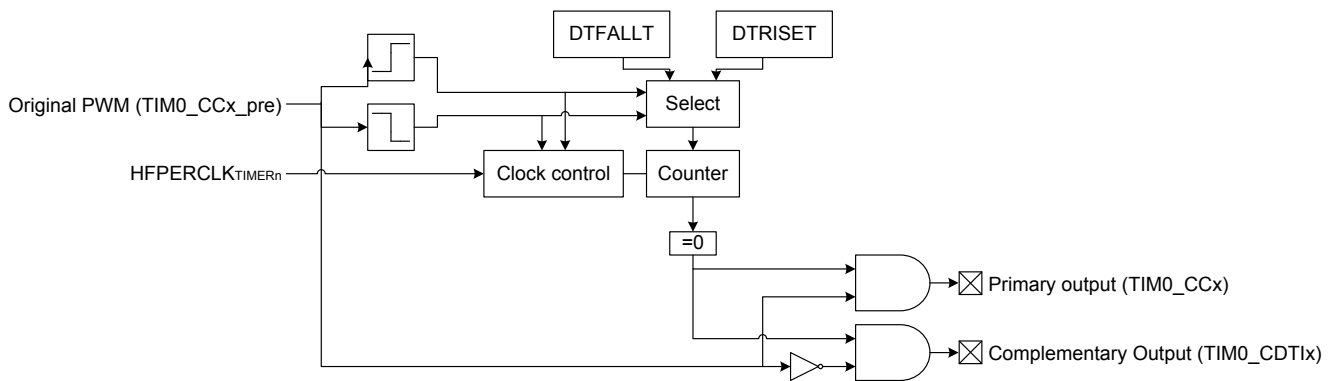 DTFALLT
DTRISET
Original PWM (TIM0_CCx_pre)
Select
HFPERCLKTIMERn
Clock control
Counter
=0
Primary output (TIM0_CCx)
Complementary Output (TIM0_CDTIx)